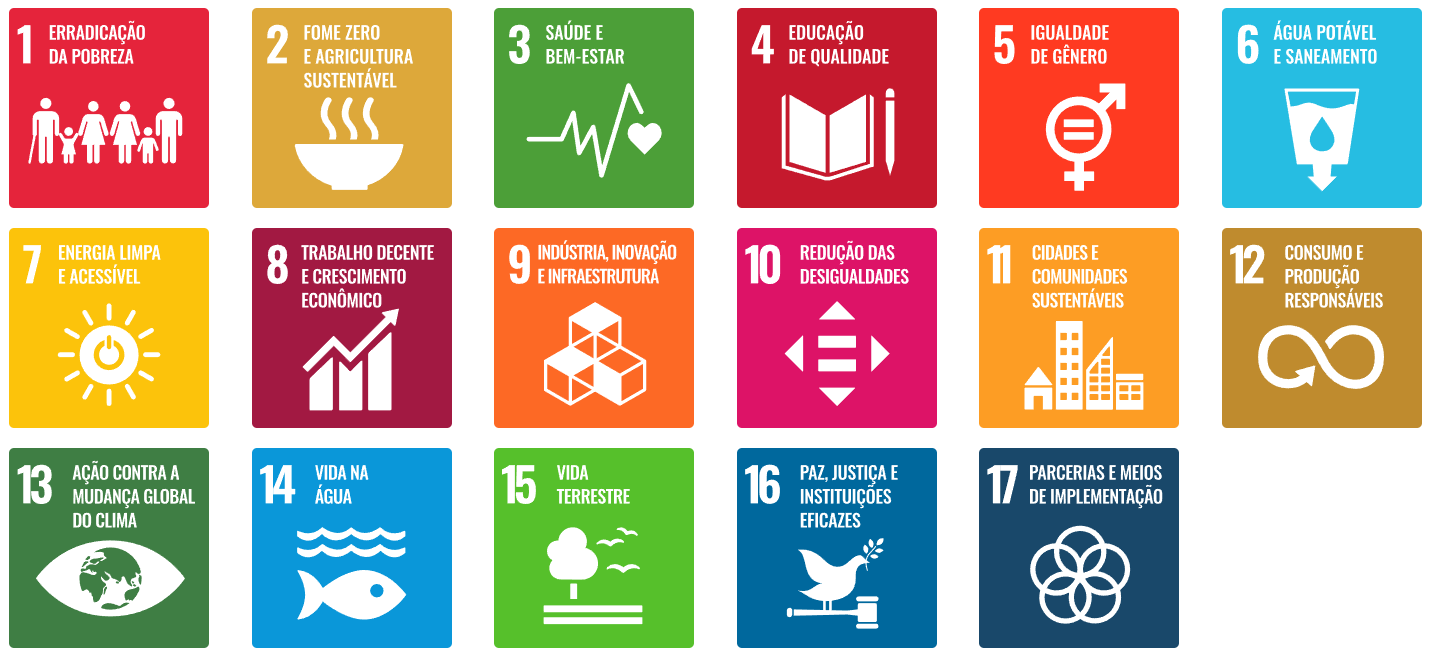 1 ERRADICAÇÃO
DA POBREZA
2 FOME ZERO
E AGRICULTURA
SUSTENTÁVEL
3 SAÚDE E
BEM-ESTAR
4 EDUCAÇÃO
DE QUALIDADE
5 IGUALDADE
DE GÊNERO
6 ÁGUA POTÁVEL
E SANEAMENTO
7 ENERGIA LIMPA
E ACESSÍVEL
8 TRABALHO DECENTE
E CRESCIMENTO
ECONÔMICO
9 INDÚSTRIA, INOVAÇÃO
E INFRAESTRUTURA
10 REDUÇÃO DAS
DESIGUALDADES
11 CIDADES E
COMUNIDADES
SUSTENTÁVEIS
12 CONSUMO E
PRODUÇÃO
RESPONSÁVEIS
13 AÇÃO CONTRA A
MUDANÇA GLOBAL
DO CLIMA
14 VIDA NA
ÁGUA
15 VIDA
TERRESTRE
16 PAZ, JUSTIÇA E
INSTITUIÇÕES
EFICAZES
17 PARCERIAS E MEIOS
DE IMPLEMENTAÇÃO